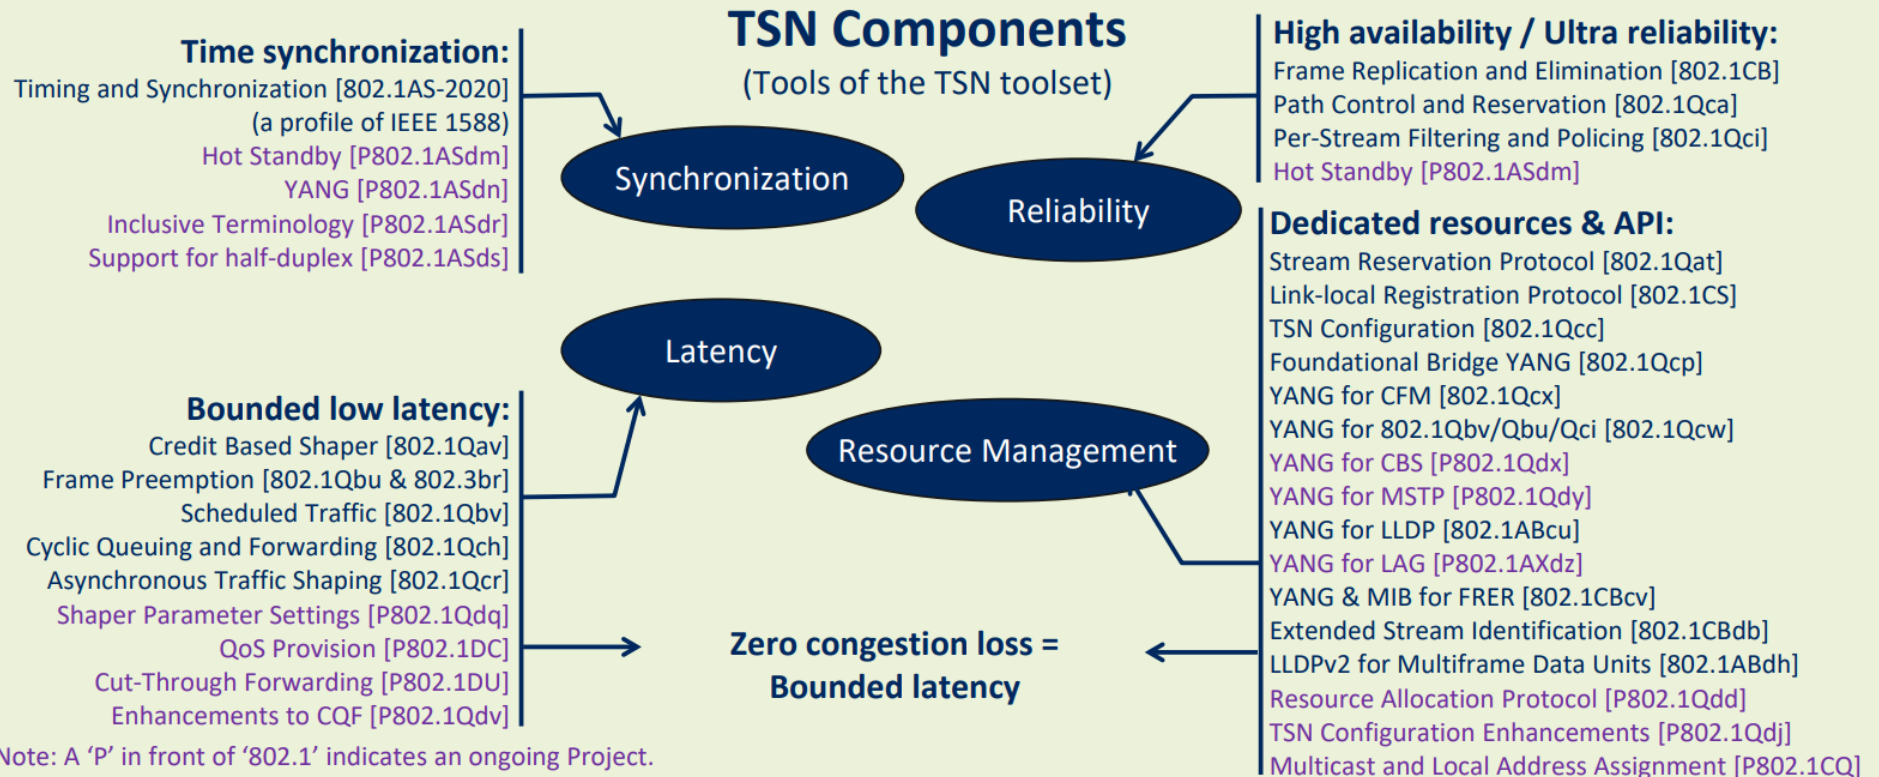 TSN Components
(Tools of the TSN toolset)
Time synchronization:
Timing and Synchronization [802.1AS-2020]
(a profile of IEEE 1588)
Hot Standby [P802.1ASdm]
YANG [P802.1ASdn]
Inclusive Terminology [P802.1ASdr]
Support for half-duplex [P802.1ASds]
Synchronization
High availability / Ultra reliability:
Frame Replication and Elimination [802.1CB]
Path Control and Reservation [802.1Qca]
Per-Stream Filtering and Policing [802.1Qci]
Hot Standby [P802.1ASdm]
Reliability
Latency
Bounded low latency:
Credit Based Shaper [802.1Qav]
Frame Preemption [802.1Qbu & 802.3br]
Scheduled Traffic [802.1Qbv]
Cyclic Queuing and Forwarding [802.1Qch]
Asynchronous Traffic Shaping [802.1Qcr]
Shaper Parameter Settings [P802.1Qdq]
QoS Provision [P802.1DC]
Cut-Through Forwarding [P802.1DU]
Enhancements to CQF [P802.1Qdv]
Resource Management
Dedicated resources & API:
Stream Reservation Protocol [802.1Qat]
Link-local Registration Protocol [802.1CS]
TSN Configuration [802.1Qcc]
Foundational Bridge YANG [802.1Qcp]
YANG for CFM [802.1Qcx]
YANG for 802.1Qbv/Qbu/Qci [802.1Qcw]
YANG for CBS [P802.1Qdx]
YANG for MSTP [P802.1Qdy]
YANG for LLDP [802.1ABcu]
YANG for LAG [P802.1AXdz]
YANG & MIB for FRER [802.1CBcv]
Extended Stream Identification [802.1CBdb]
LLDPv2 for Multiframe Data Units [802.1ABdh]
Resource Allocation Protocol [P802.1Qdd]
TSN Configuration Enhancements [P802.1Qdj]
Multicast and Local Address Assignment [P802.1CQ]
Zero congestion loss =
Bounded latency
Note: A ‘P’ in front of ‘802.1’ indicates an ongoing Project.